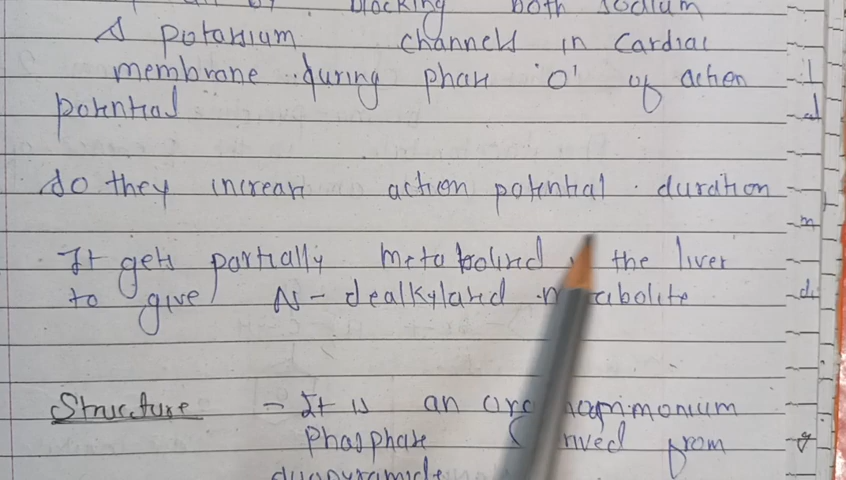 blocking both sodium
& potassium channels in cardiac
membrane during phase 'O' of action
potential
So they increase action potential duration
It gets partially metabolized the liver
to give N-dealkylated
Structure - It is an
phosphate from